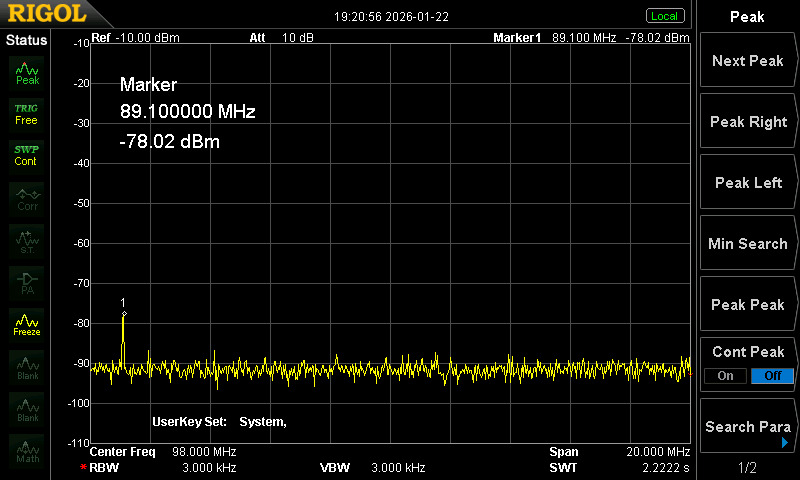 RIGOL
19:20:56 2026-01-22
Local
Peak
Status
Ref -10.00 dBm
Att 10 dB
Marker1 89.100 MHz -78.02 dBm
Peak
TRIG
Free
SWP
Cont
Corr
S.T
PA
Freeze
Blank
Blank
Math
-10
-20
-30
-40
-50
-60
-70
-80
-90
-100
-110
Marker
89.100000 MHz
-78.02 dBm
1
UserKey Set: System,
Center Freq 98.000 MHz
Span 20.000 MHz
RBW 3.000 kHz
VBW 3.000 kHz
SWT 2.2222 s
Next Peak
Peak Right
Peak Left
Min Search
Peak Peak
Cont Peak
On Off
Search Para
1/2